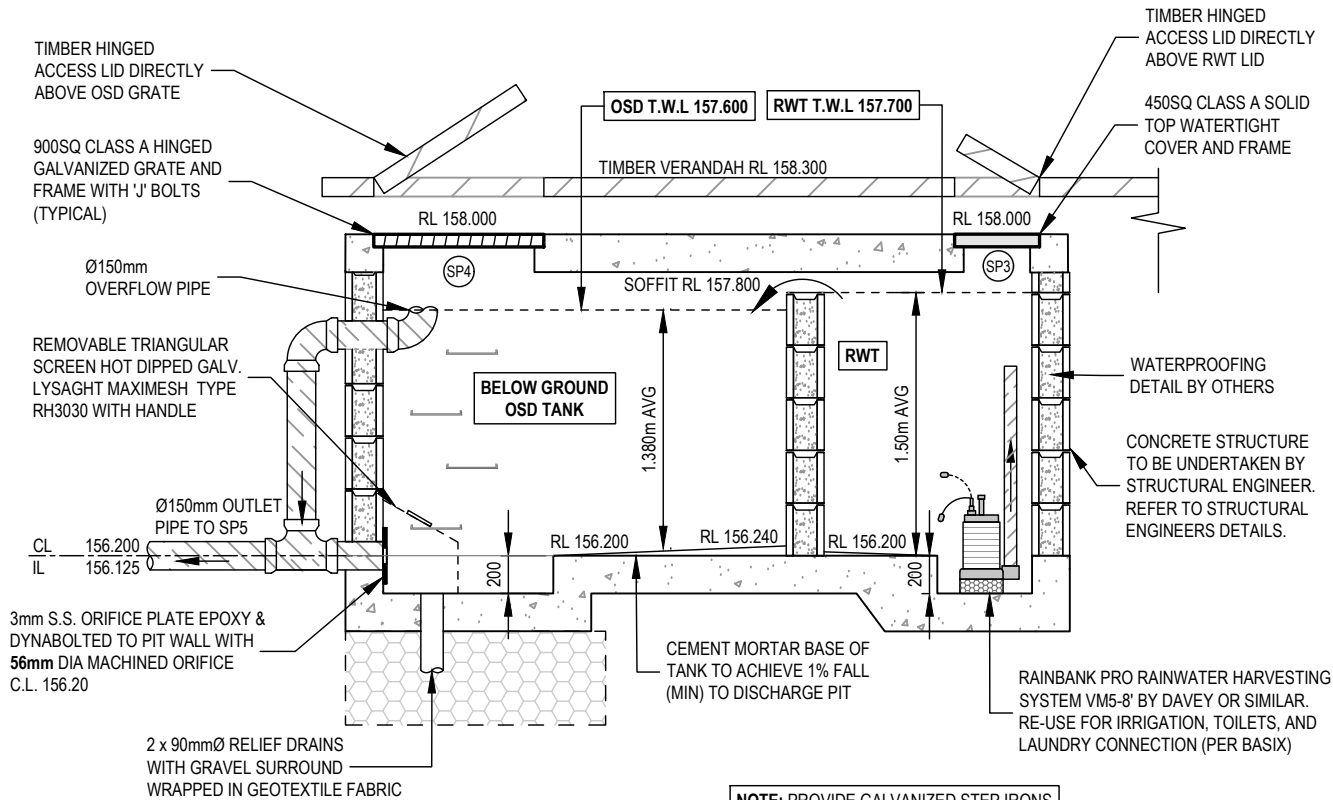 TIMBER HINGED
ACCESS LID DIRECTLY
ABOVE OSD GRATE
TIMBER HINGED
ACCESS LID DIRECTLY
ABOVE RWT LID
OSD T.W.L 157.600
RWT T.W.L 157.700
450SQ CLASS A SOLID
TOP WATERTIGHT
COVER AND FRAME
900SQ CLASS A HINGED
GALVANIZED GRATE AND
FRAME WITH 'J' BOLTS
(TYPICAL)
TIMBER VERANDAH RL 158.300
RL 158.000
RL 158.000
SP4
SP3
Ø150mm
OVERFLOW PIPE
SOFFIT RL 157.800
REMOVABLE TRIANGULAR
SCREEN HOT DIPPED GALV.
LYSAGHT MAXIMESH TYPE
RH3030 WITH HANDLE
BELOW GROUND
OSD TANK
1.380m AVG
RWT
1.50m AVG
WATERPROOFING
DETAIL BY OTHERS
CONCRETE STRUCTURE
TO BE UNDERTAKEN BY
STRUCTURAL ENGINEER.
REFER TO STRUCTURAL
ENGINEERS DETAILS.
Ø150mm OUTLET
PIPE TO SP5
CL 156.200
IL 156.125
200
RL 156.200
RL 156.240
RL 156.200
200
3mm S.S. ORIFICE PLATE EPOXY &
DYNABOLTED TO PIT WALL WITH
56mm DIA MACHINED ORIFICE
C.L. 156.20
CEMENT MORTAR BASE OF
TANK TO ACHIEVE 1% FALL
(MIN) TO DISCHARGE PIT
RAINBANK PRO RAINWATER HARVESTING
SYSTEM VM5-8' BY DAVEY OR SIMILAR.
RE-USE FOR IRRIGATION, TOILETS, AND
LAUNDRY CONNECTION (PER BASIX)
2 x 90mmØ RELIEF DRAINS
WITH GRAVEL SURROUND
WRAPPED IN GEOTEXTILE FABRIC
NOTE: PROVIDE GALVANIZED STEP IRONS